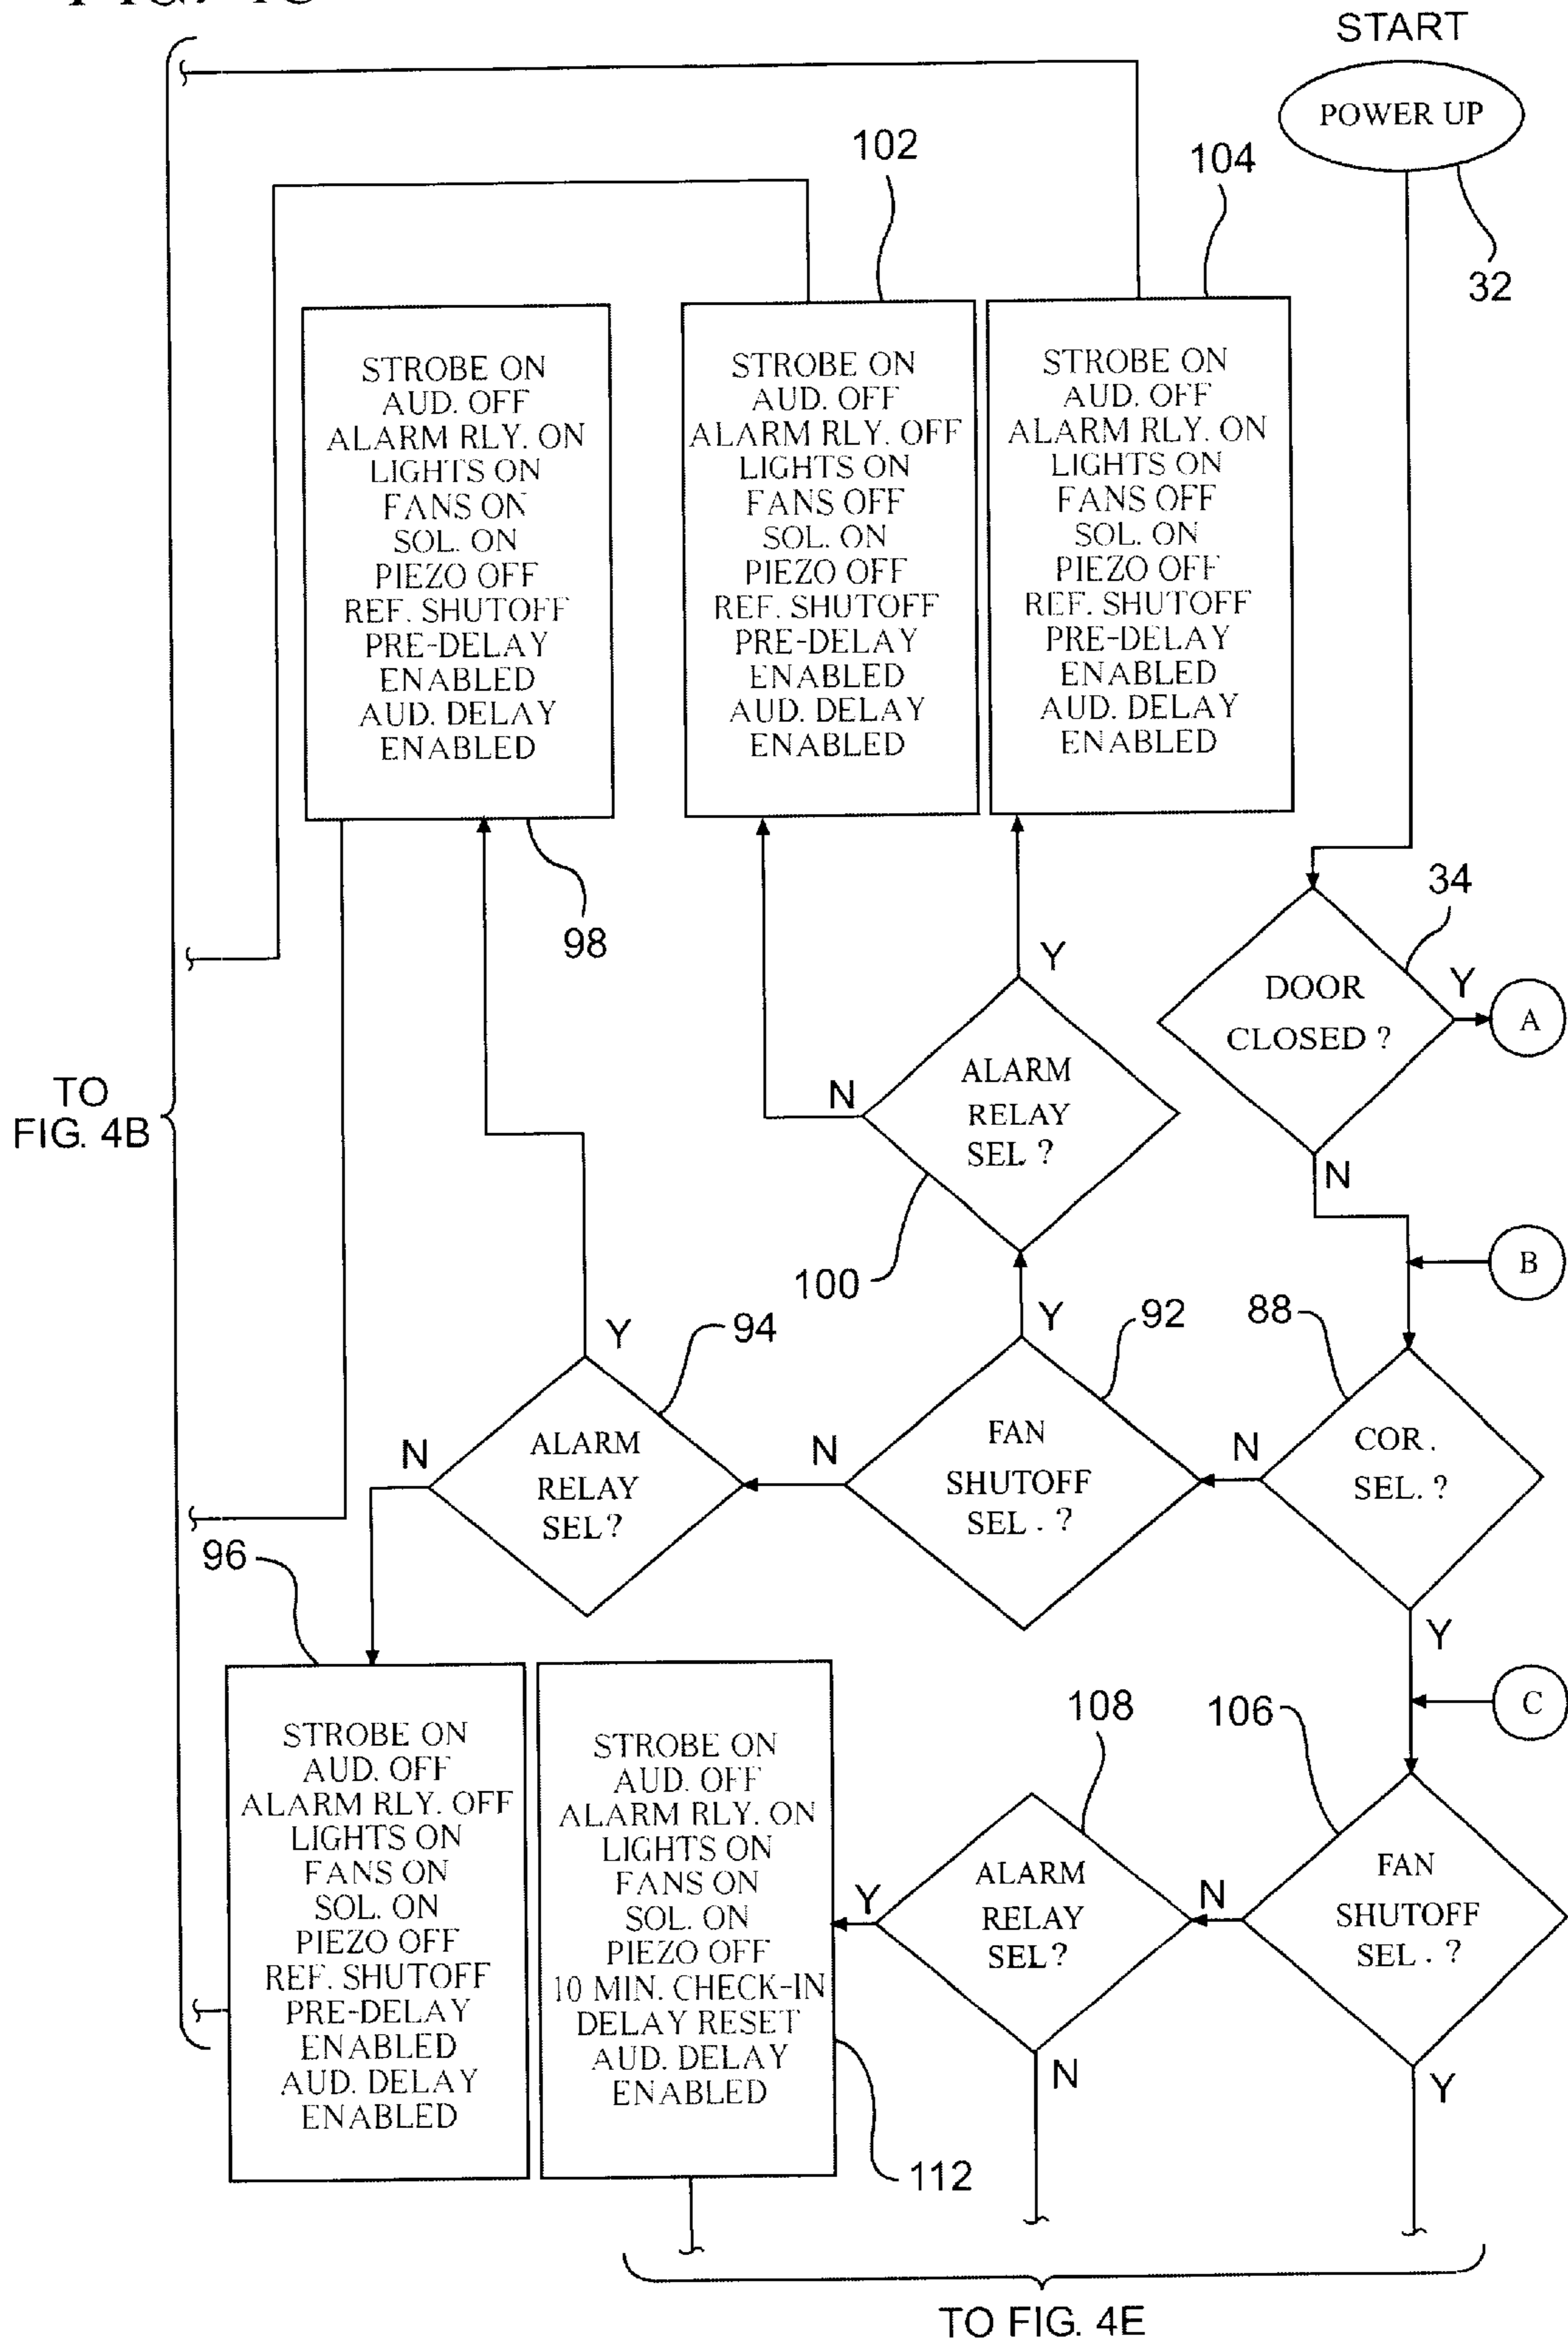 START
POWER UP
32
102
104
STROBE ON
AUD. OFF
ALARM RLY. ON
LIGHTS ON
FANS ON
SOL. ON
PIEZO OFF
REF. SHUTOFF
PRE-DELAY
ENABLED
AUD. DELAY
ENABLED
98
STROBE ON
AUD. OFF
ALARM RLY. OFF
LIGHTS ON
FANS OFF
SOL. ON
PIEZO OFF
REF. SHUTOFF
PRE-DELAY
ENABLED
AUD. DELAY
ENABLED
STROBE ON
AUD. OFF
ALARM RLY. ON
LIGHTS ON
FANS OFF
SOL. ON
PIEZO OFF
REF. SHUTOFF
PRE-DELAY
ENABLED
AUD. DELAY
ENABLED
34
DOOR
CLOSED ?
Y
A
N
B
TO
FIG. 4B
Y
N
ALARM
RELAY
SEL ?
100
Y
92
88
COR.
SEL. ?
N
Y
FAN
SHUTOFF
SEL. ?
N
94
Y
ALARM
RELAY
SEL?
N
96
STROBE ON
AUD. OFF
ALARM RLY. OFF
LIGHTS ON
FANS ON
SOL. ON
PIEZO OFF
REF. SHUTOFF
PRE-DELAY
ENABLED
AUD. DELAY
ENABLED
STROBE ON
AUD. OFF
ALARM RLY. ON
LIGHTS ON
FANS ON
SOL. ON
PIEZO OFF
10 MIN. CHECK-IN
DELAY RESET
AUD. DELAY
ENABLED
112
108
Y
ALARM
RELAY
SEL?
N
C
106
N
FAN
SHUTOFF
SEL. ?
Y
TO FIG. 4E